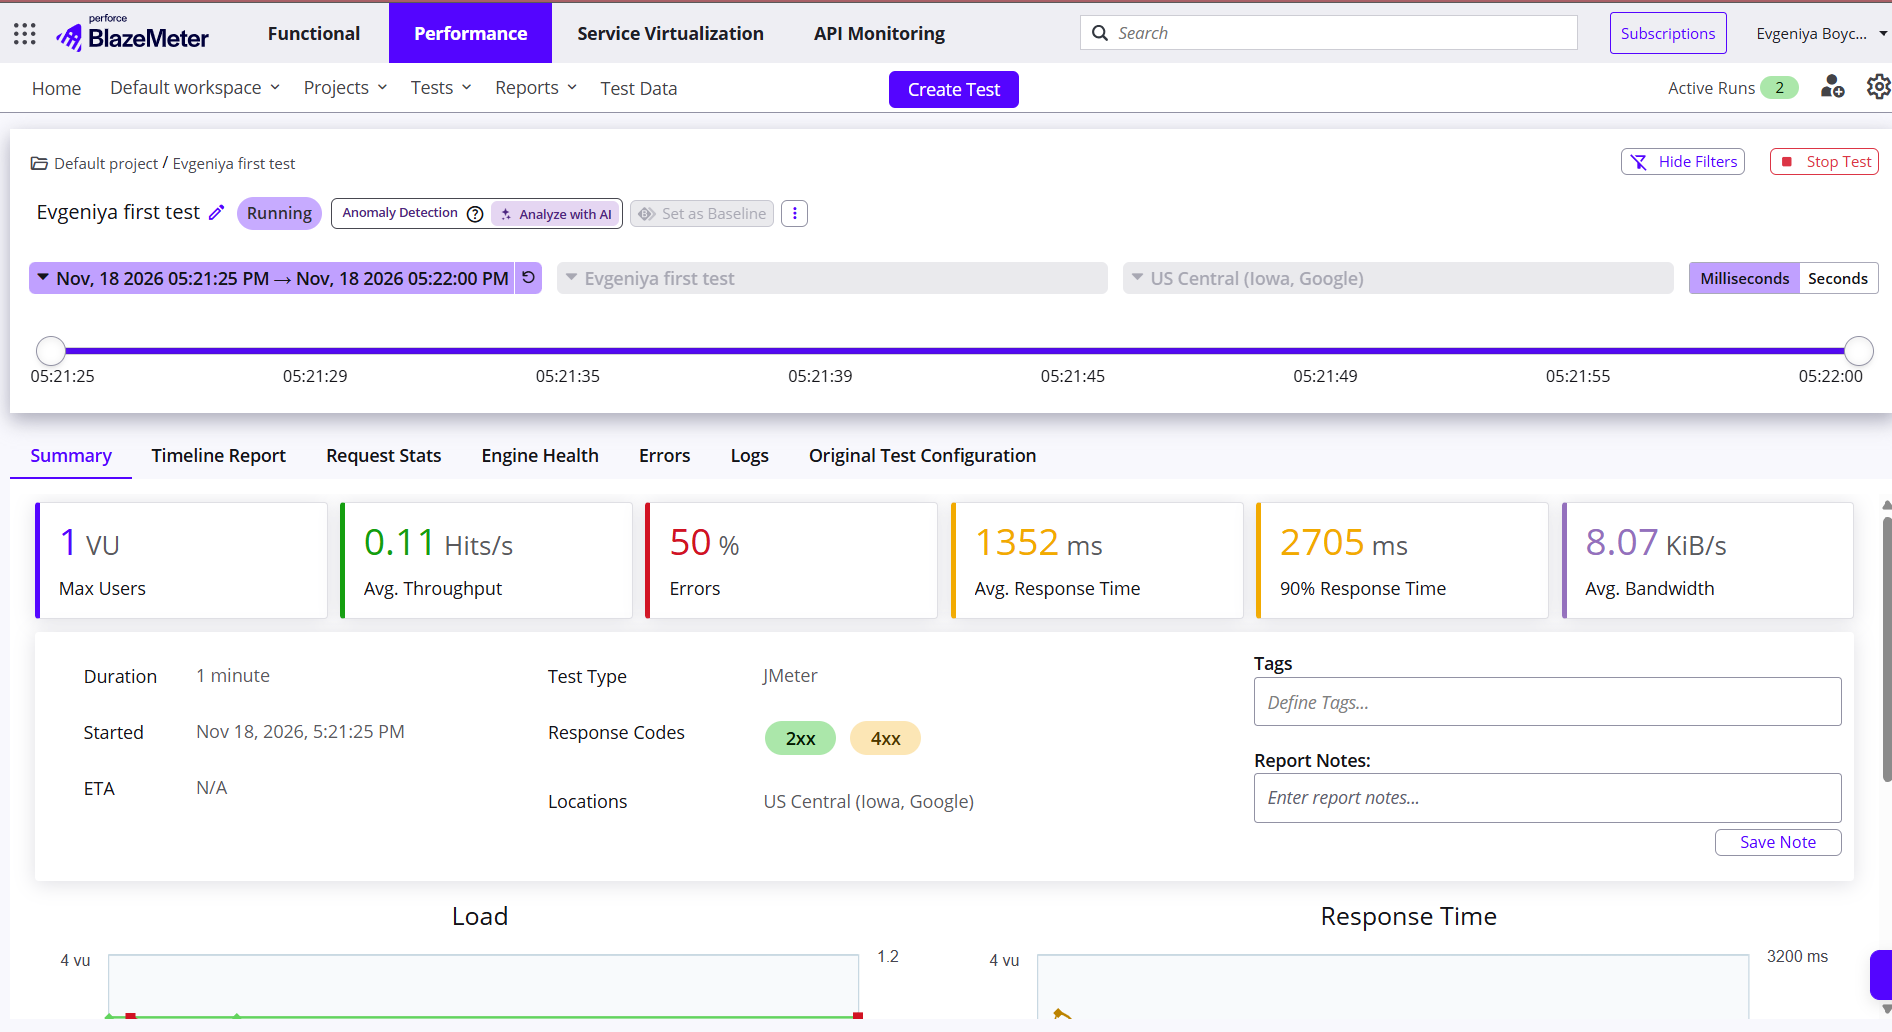 perforce
BlazeMeter
Functional
Performance
Service Virtualization
API Monitoring
Search
Subscriptions
Evgeniya Boyc...
Home
Default workspace
Projects
Tests
Reports
Test Data
Create Test
Active Runs 2
Default project / Evgeniya first test
Hide Filters
Stop Test
Evgeniya first test
Running
Anomaly Detection ?
Analyze with AI
Set as Baseline
Nov, 18 2026 05:21:25 PM → Nov, 18 2026 05:22:00 PM
Evgeniya first test
US Central (Iowa, Google)
Milliseconds
Seconds
05:21:25
05:21:29
05:21:35
05:21:39
05:21:45
05:21:49
05:21:55
05:22:00
Summary
Timeline Report
Request Stats
Engine Health
Errors
Logs
Original Test Configuration
1 VU
Max Users
0.11 Hits/s
Avg. Throughput
50 %
Errors
1352 ms
Avg. Response Time
2705 ms
90% Response Time
8.07 KiB/s
Avg. Bandwidth
Duration 1 minute
Started Nov 18, 2026, 5:21:25 PM
ETA N/A
Test Type JMeter
Response Codes 2xx 4xx
Locations US Central (Iowa, Google)
Tags
Define Tags...
Report Notes:
Enter report notes...
Save Note
Load
4 vu
1.2
Response Time
4 vu
3200 ms